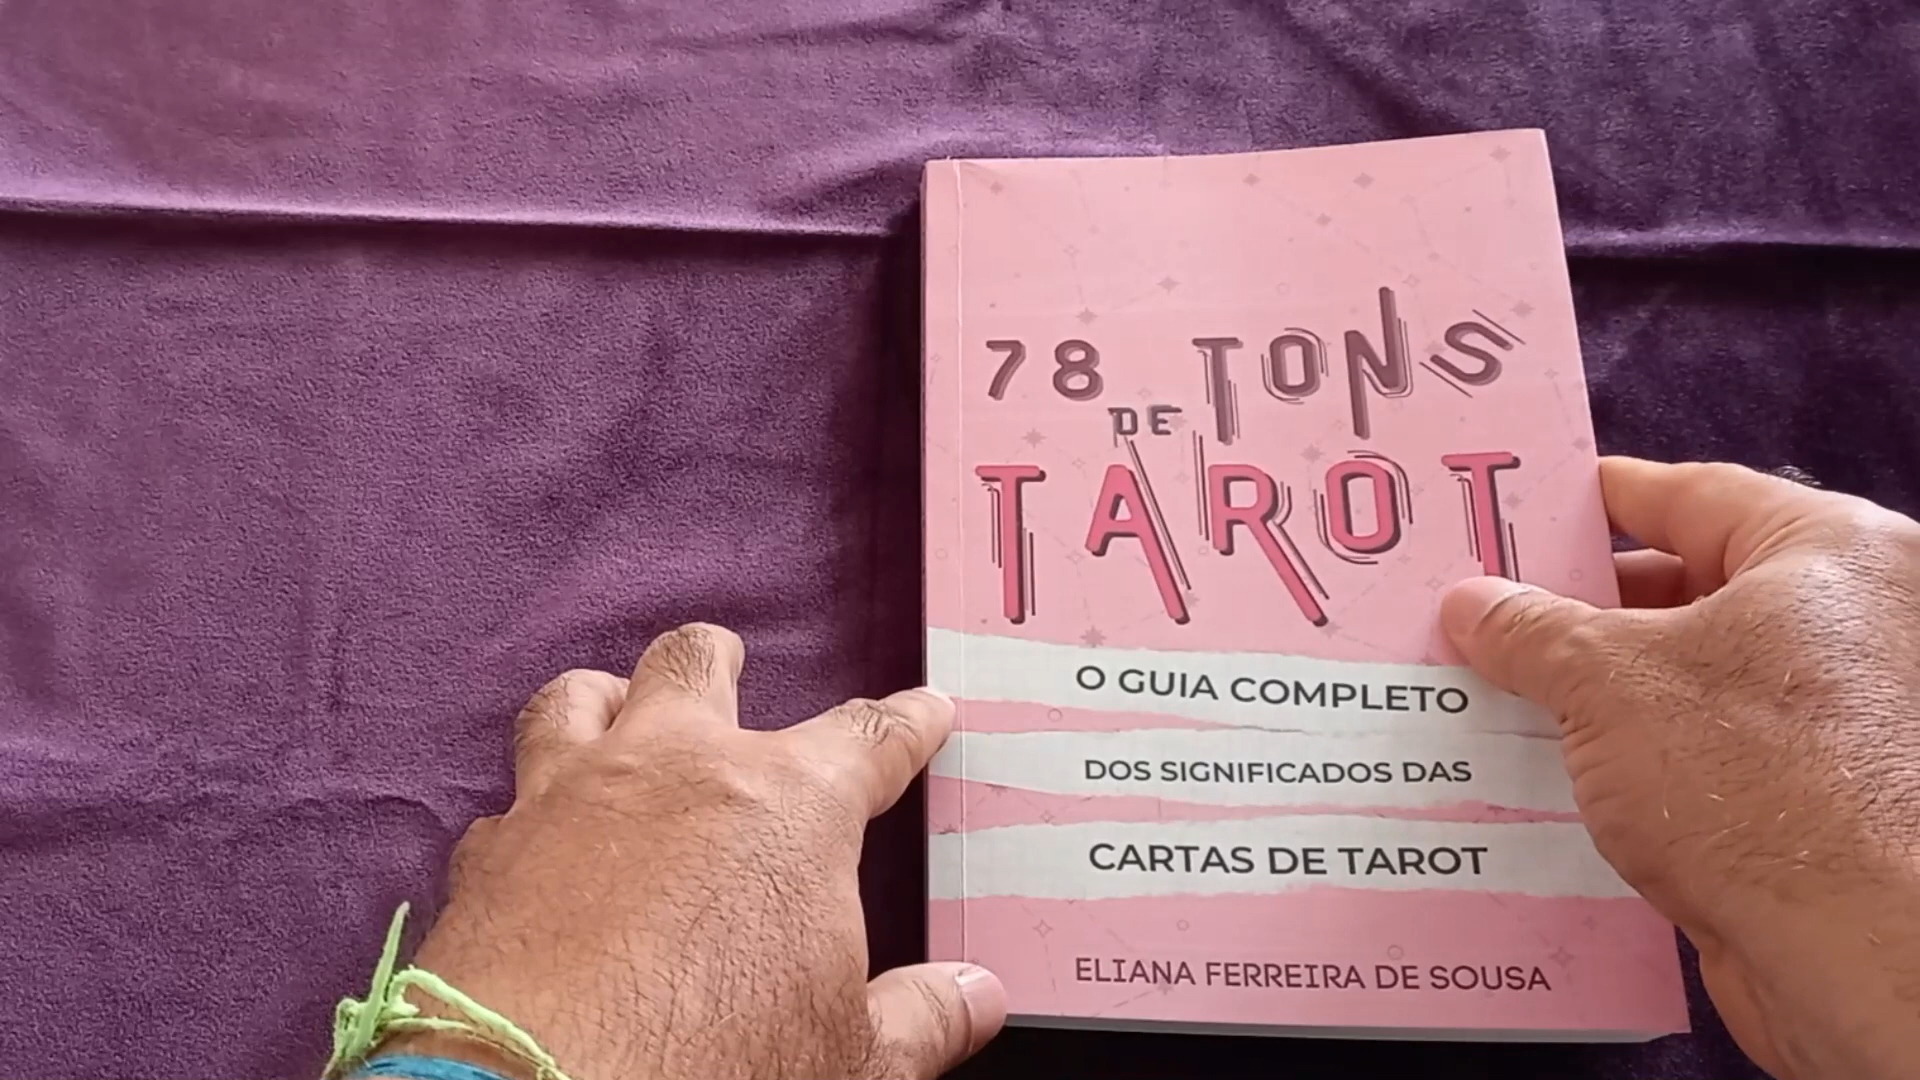 78 TONS
DE
TAROT
O GUIA COMPLETO
DOS SIGNIFICADOS DAS
CARTAS DE TAROT
ELIANA FERREIRA DE SOUSA